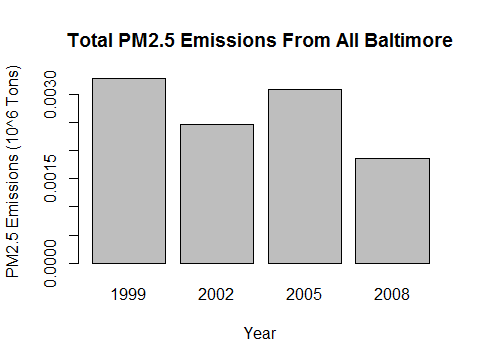 Total PM2.5 Emissions From All Baltimore
PM2.5 Emissions (10^6 Tons)
0.0030
0.0015
0.0000
1999 2002 2005 2008
Year